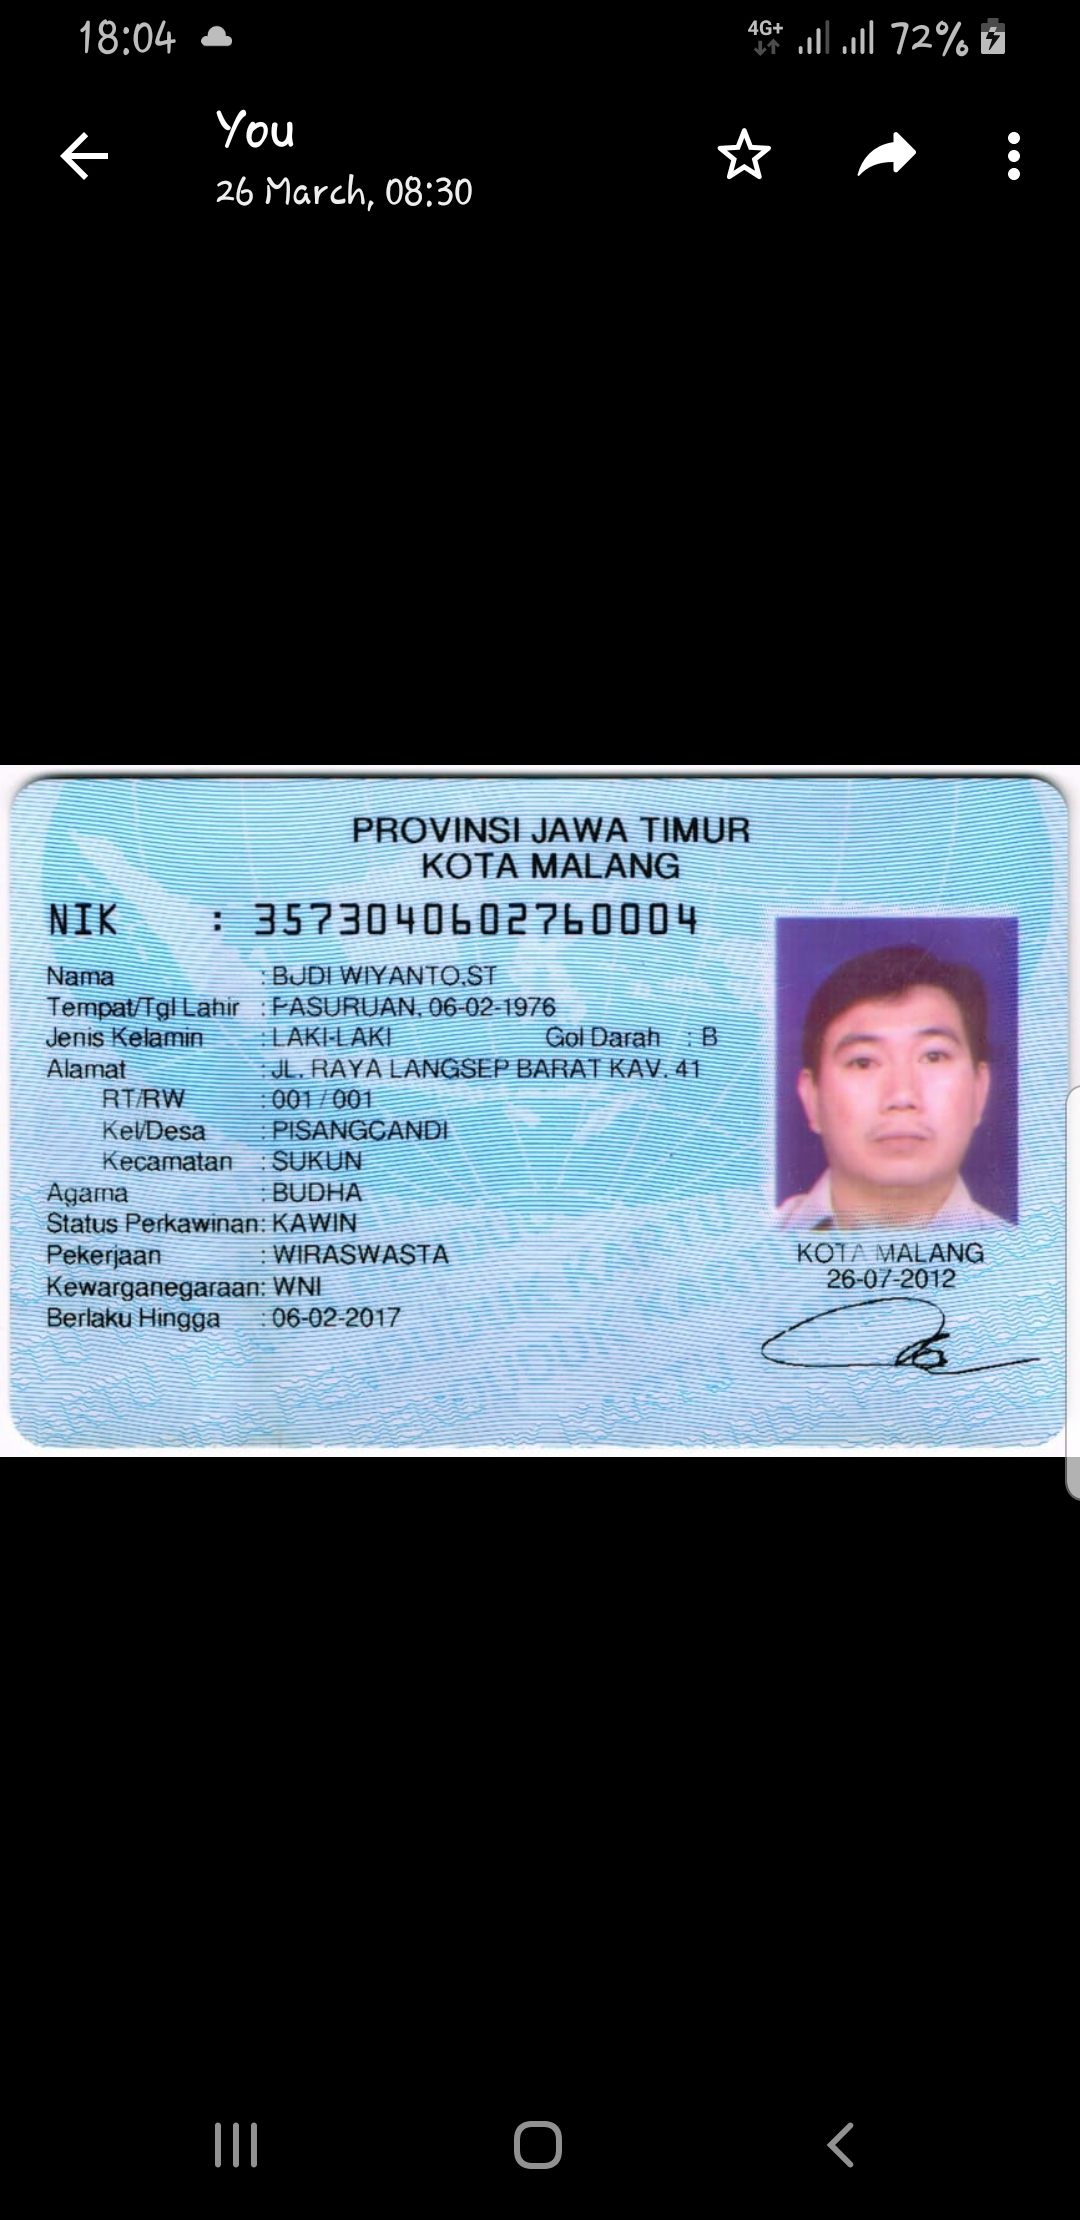 18:04 4G+ 72%
You
26 March, 08:30
PROVINSI JAWA TIMUR
KOTA MALANG
NIK : 3573040602760004
Nama : BUDI WIYANTO,ST
Tempat/Tgl Lahir : PASURUAN, 06-02-1976
Jenis Kelamin : LAKI-LAKI Gol Darah : B
Alamat : JL. RAYA LANGSEP BARAT KAV. 41
RT/RW : 001 / 001
Kel/Desa : PISANGCANDI
Kecamatan : SUKUN
Agama : BUDHA
Status Perkawinan: KAWIN
Pekerjaan : WIRASWASTA
Kewarganegaraan: WNI
Berlaku Hingga : 06-02-2017
KOTA MALANG
26-07-2012